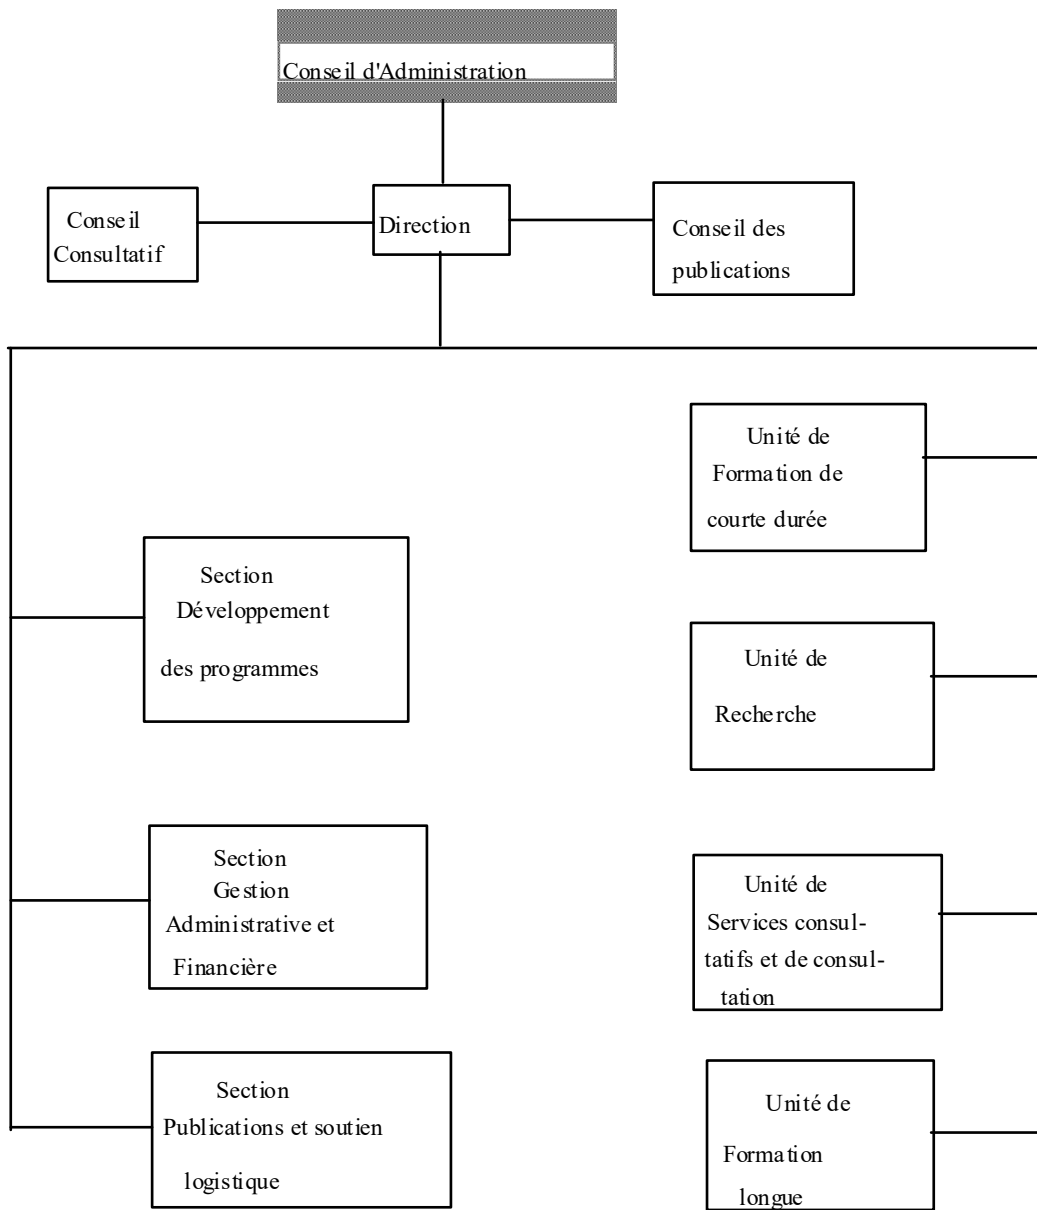 Conseil d'Administration
Conseil
Consultatif
Direction
Conseil des
publications
Unité de
Formation de
courte durée
Section
Développement
des programmes
Unité de
Recherche
Section
Gestion
Administrative et
Financière
Unité de
Services consul-
tatifs et de consul-
tation
Section
Publications et soutien
logistique
Unité de
Formation
longue